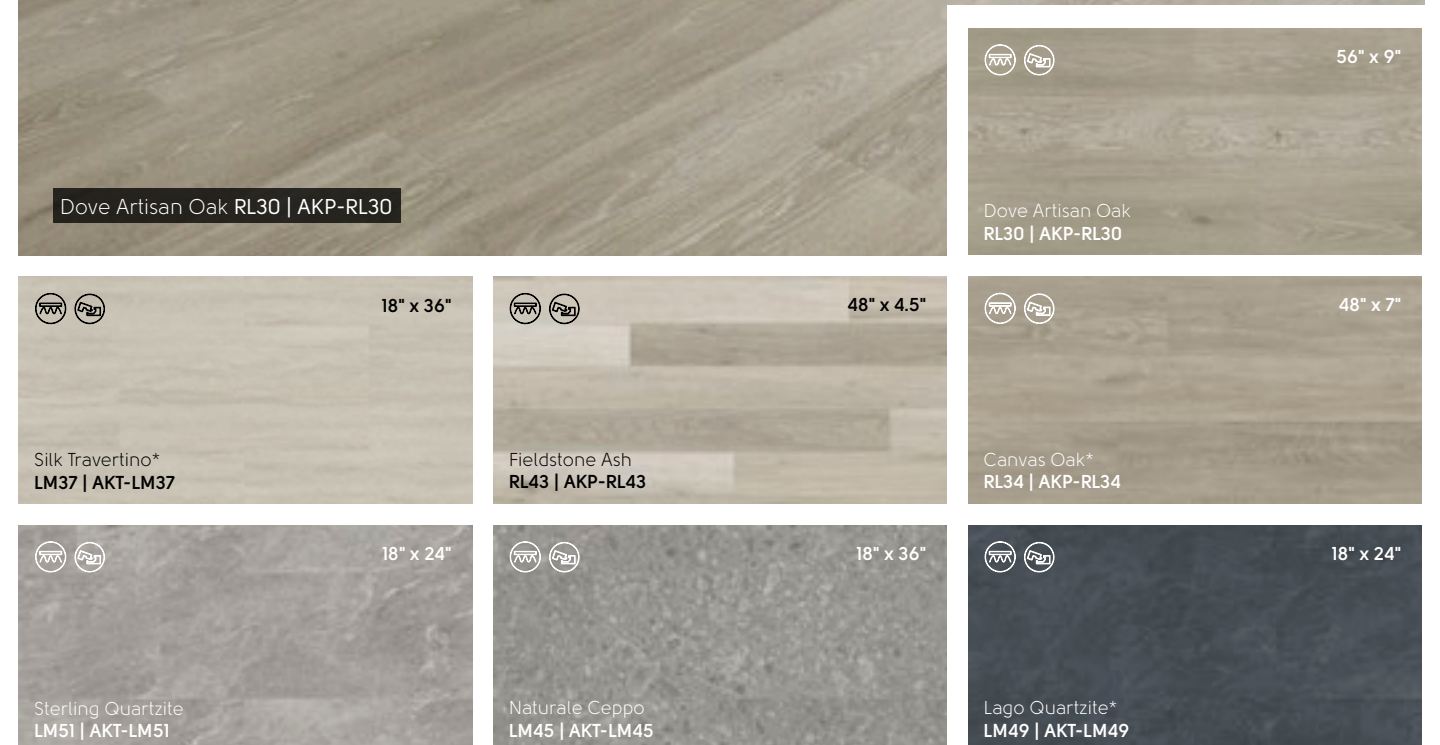 56" x 9"
Dove Artisan Oak RL30 | AKP-RL30
Dove Artisan Oak
RL30 | AKP-RL30
18" x 36"
Silk Travertino*
LM37 | AKT-LM37
48" x 4.5"
Fieldstone Ash
RL43 | AKP-RL43
48" x 7"
Canvas Oak*
RL34 | AKP-RL34
18" x 24"
Sterling Quartzite
LM51 | AKT-LM51
18" x 36"
Naturale Ceppo
LM45 | AKT-LM45
18" x 24"
Lago Quartzite*
LM49 | AKT-LM49